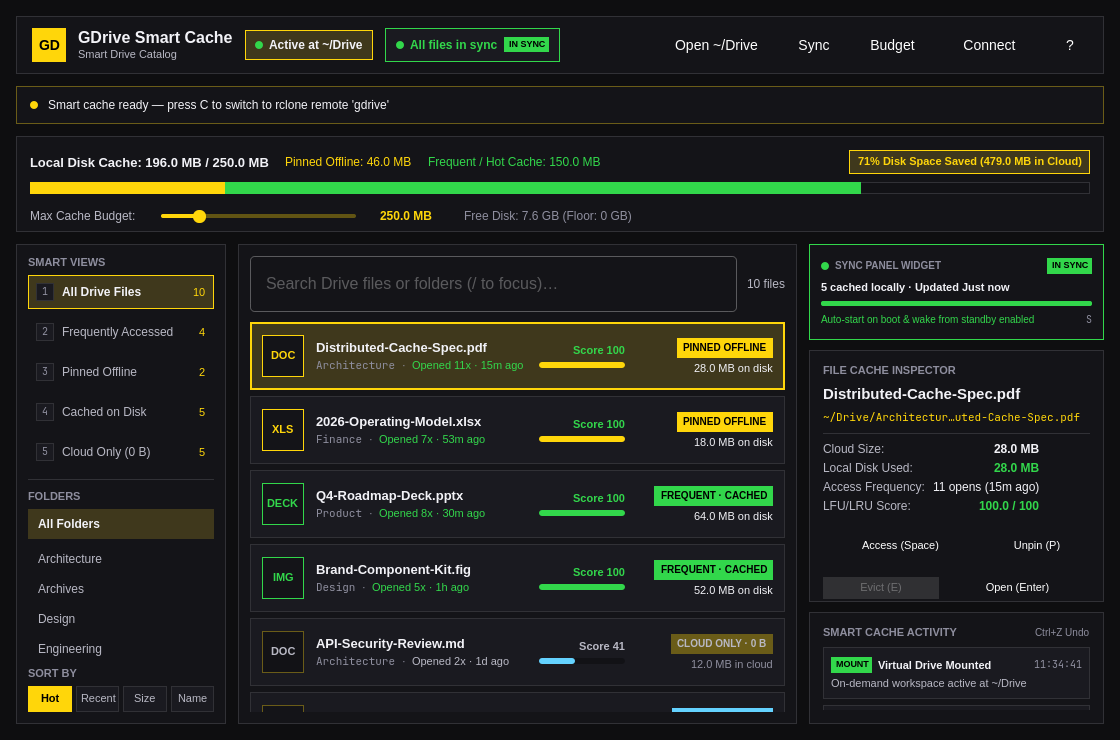 GD
GDrive Smart Cache
Smart Drive Catalog
Active at ~/Drive
All files in sync IN SYNC
Open ~/Drive Sync Budget Connect ?
Smart cache ready — press C to switch to rclone remote 'gdrive'
Local Disk Cache: 196.0 MB / 250.0 MB Pinned Offline: 46.0 MB Frequent / Hot Cache: 150.0 MB
71% Disk Space Saved (479.0 MB in Cloud)
Max Cache Budget: 250.0 MB Free Disk: 7.6 GB (Floor: 0 GB)
SMART VIEWS
1 All Drive Files 10
2 Frequently Accessed 4
3 Pinned Offline 2
4 Cached on Disk 5
5 Cloud Only (0 B) 5
FOLDERS
All Folders
Architecture
Archives
Design
Engineering
SORT BY
Hot Recent Size Name
Search Drive files or folders (/ to focus)… 10 files
DOC
Distributed-Cache-Spec.pdf
Architecture · Opened 11x · 15m ago
Score 100
PINNED OFFLINE
28.0 MB on disk
XLS
2026-Operating-Model.xlsx
Finance · Opened 7x · 53m ago
Score 100
PINNED OFFLINE
18.0 MB on disk
DECK
Q4-Roadmap-Deck.pptx
Product · Opened 8x · 30m ago
Score 100
FREQUENT · CACHED
64.0 MB on disk
IMG
Brand-Component-Kit.fig
Design · Opened 5x · 1h ago
Score 100
FREQUENT · CACHED
52.0 MB on disk
DOC
API-Security-Review.md
Architecture · Opened 2x · 1d ago
Score 41
CLOUD ONLY · 0 B
12.0 MB in cloud
SYNC PANEL WIDGET IN SYNC
5 cached locally · Updated Just now
Auto-start on boot & wake from standby enabled S
FILE CACHE INSPECTOR
Distributed-Cache-Spec.pdf
~/Drive/Architectur…uted-Cache-Spec.pdf
Cloud Size: 28.0 MB
Local Disk Used: 28.0 MB
Access Frequency: 11 opens (15m ago)
LFU/LRU Score: 100.0 / 100
Access (Space) Unpin (P)
Evict (E) Open (Enter)
SMART CACHE ACTIVITY Ctrl+Z Undo
MOUNT Virtual Drive Mounted 11:34:41
On-demand workspace active at ~/Drive